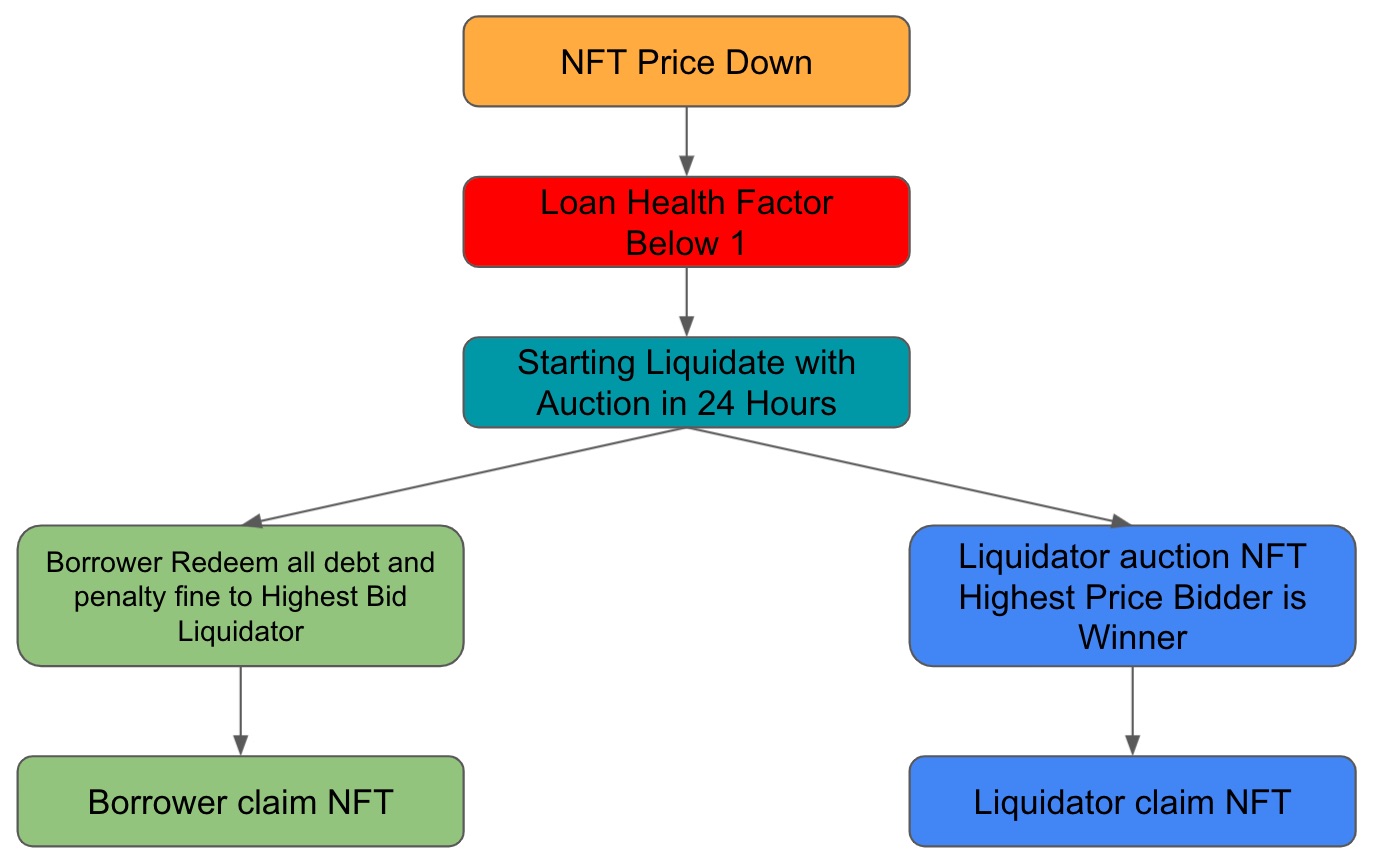 NFT Price Down
Loan Health Factor
Below 1
Starting Liquidate with
Auction in 24 Hours
Borrower Redeem all debt and
penalty fine to Highest Bid
Liquidator
Liquidator auction NFT
Highest Price Bidder is
Winner
Borrower claim NFT
Liquidator claim NFT